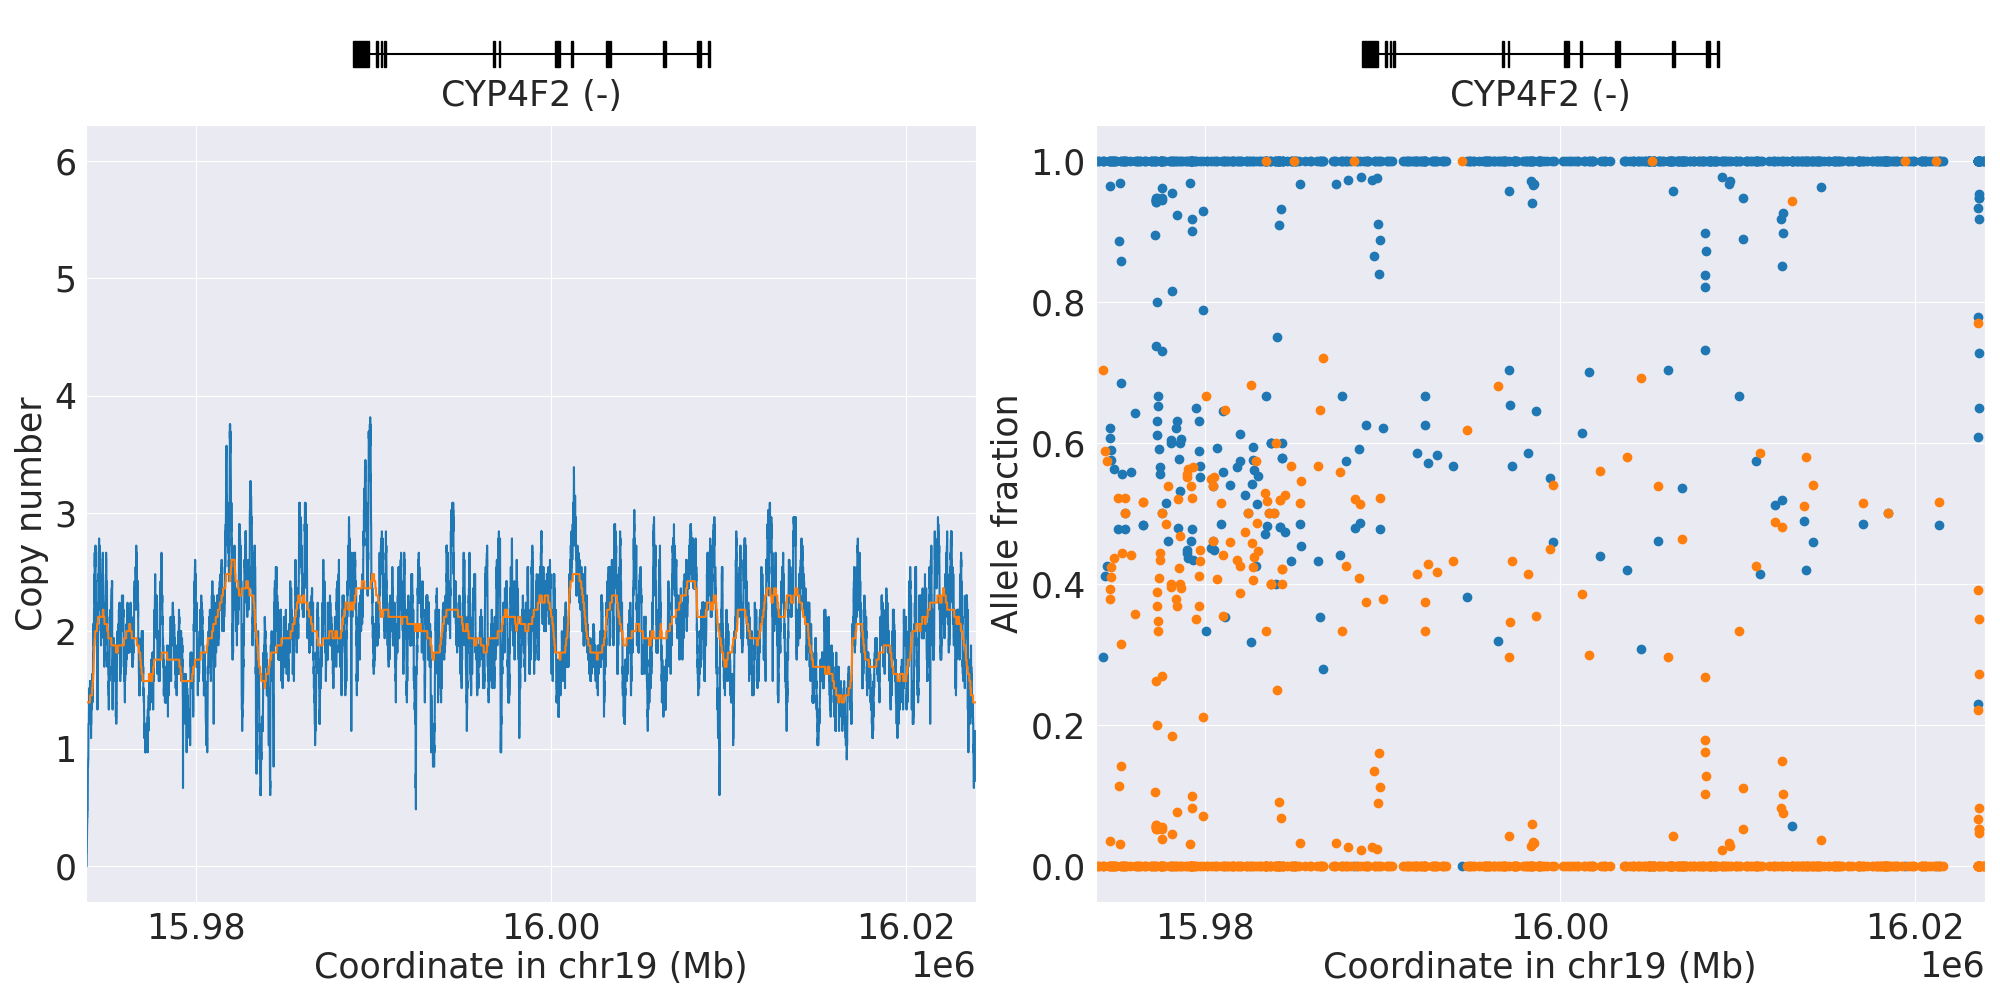 CYP4F2 (-)
CYP4F2 (-)
Copy number
6
5
4
3
2
1
0
15.98
16.00
16.02
Coordinate in chr19 (Mb)
1e6
Allele fraction
1.0
0.8
0.6
0.4
0.2
0.0
15.98
16.00
16.02
Coordinate in chr19 (Mb)
1e6